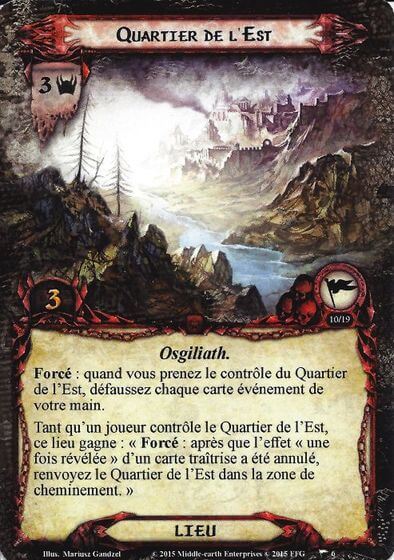 Quartier de l'Est
3
3
10/19
Osgiliath.
Forcé : quand vous prenez le contrôle du Quartier
de l'Est, défaussez chaque carte événement de
votre main.
Tant qu'un joueur contrôle le Quartier de l'Est,
ce lieu gagne : « Forcé : après que l'effet « une
fois révélée » d'un carte traîtrise a été annulé,
renvoyez le Quartier de l'Est dans la zone de
cheminement. »
LIEU
Illus. Mariusz Gandzel © 2015 Middle-earth Enterprises © 2015 FFG 6